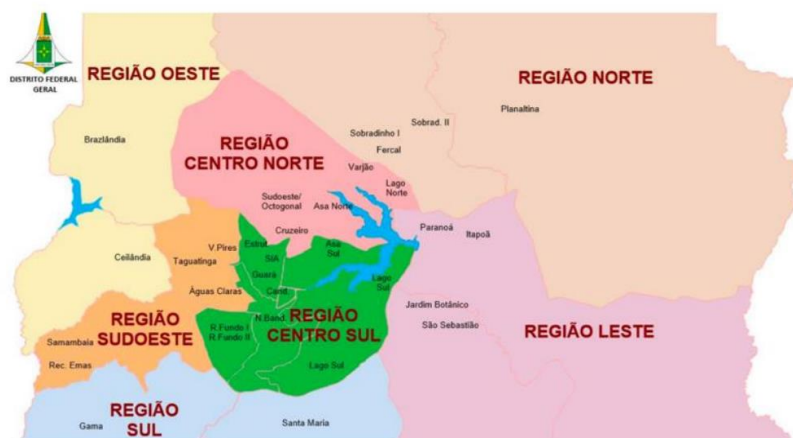 DISTRITO FEDERAL
GERAL
REGIÃO OESTE
Brazlândia
REGIÃO NORTE
Planaltina
Sobrad. II
Sobradinho I
Fercal
REGIÃO
CENTRO NORTE
Varjão
Lago
Norte
Sudoeste/
Octogonal
Asa Norte
Cruzeiro
Paranoá
Itapoã
Ceilândia
V.Pires
Taguatinga
Águas Claras
Estrut.
SIA
Guará
Asa
Sul
Cand.
Lago
Sul
N.Band.
R.Fundo I
R.Fundo II
REGIÃO
CENTRO SUL
Lago Sul
Jardim Botânico
São Sebastião
REGIÃO LESTE
REGIÃO
SUDOESTE
Samambaia
Rec. Emas
REGIÃO
SUL
Gama
Santa Maria